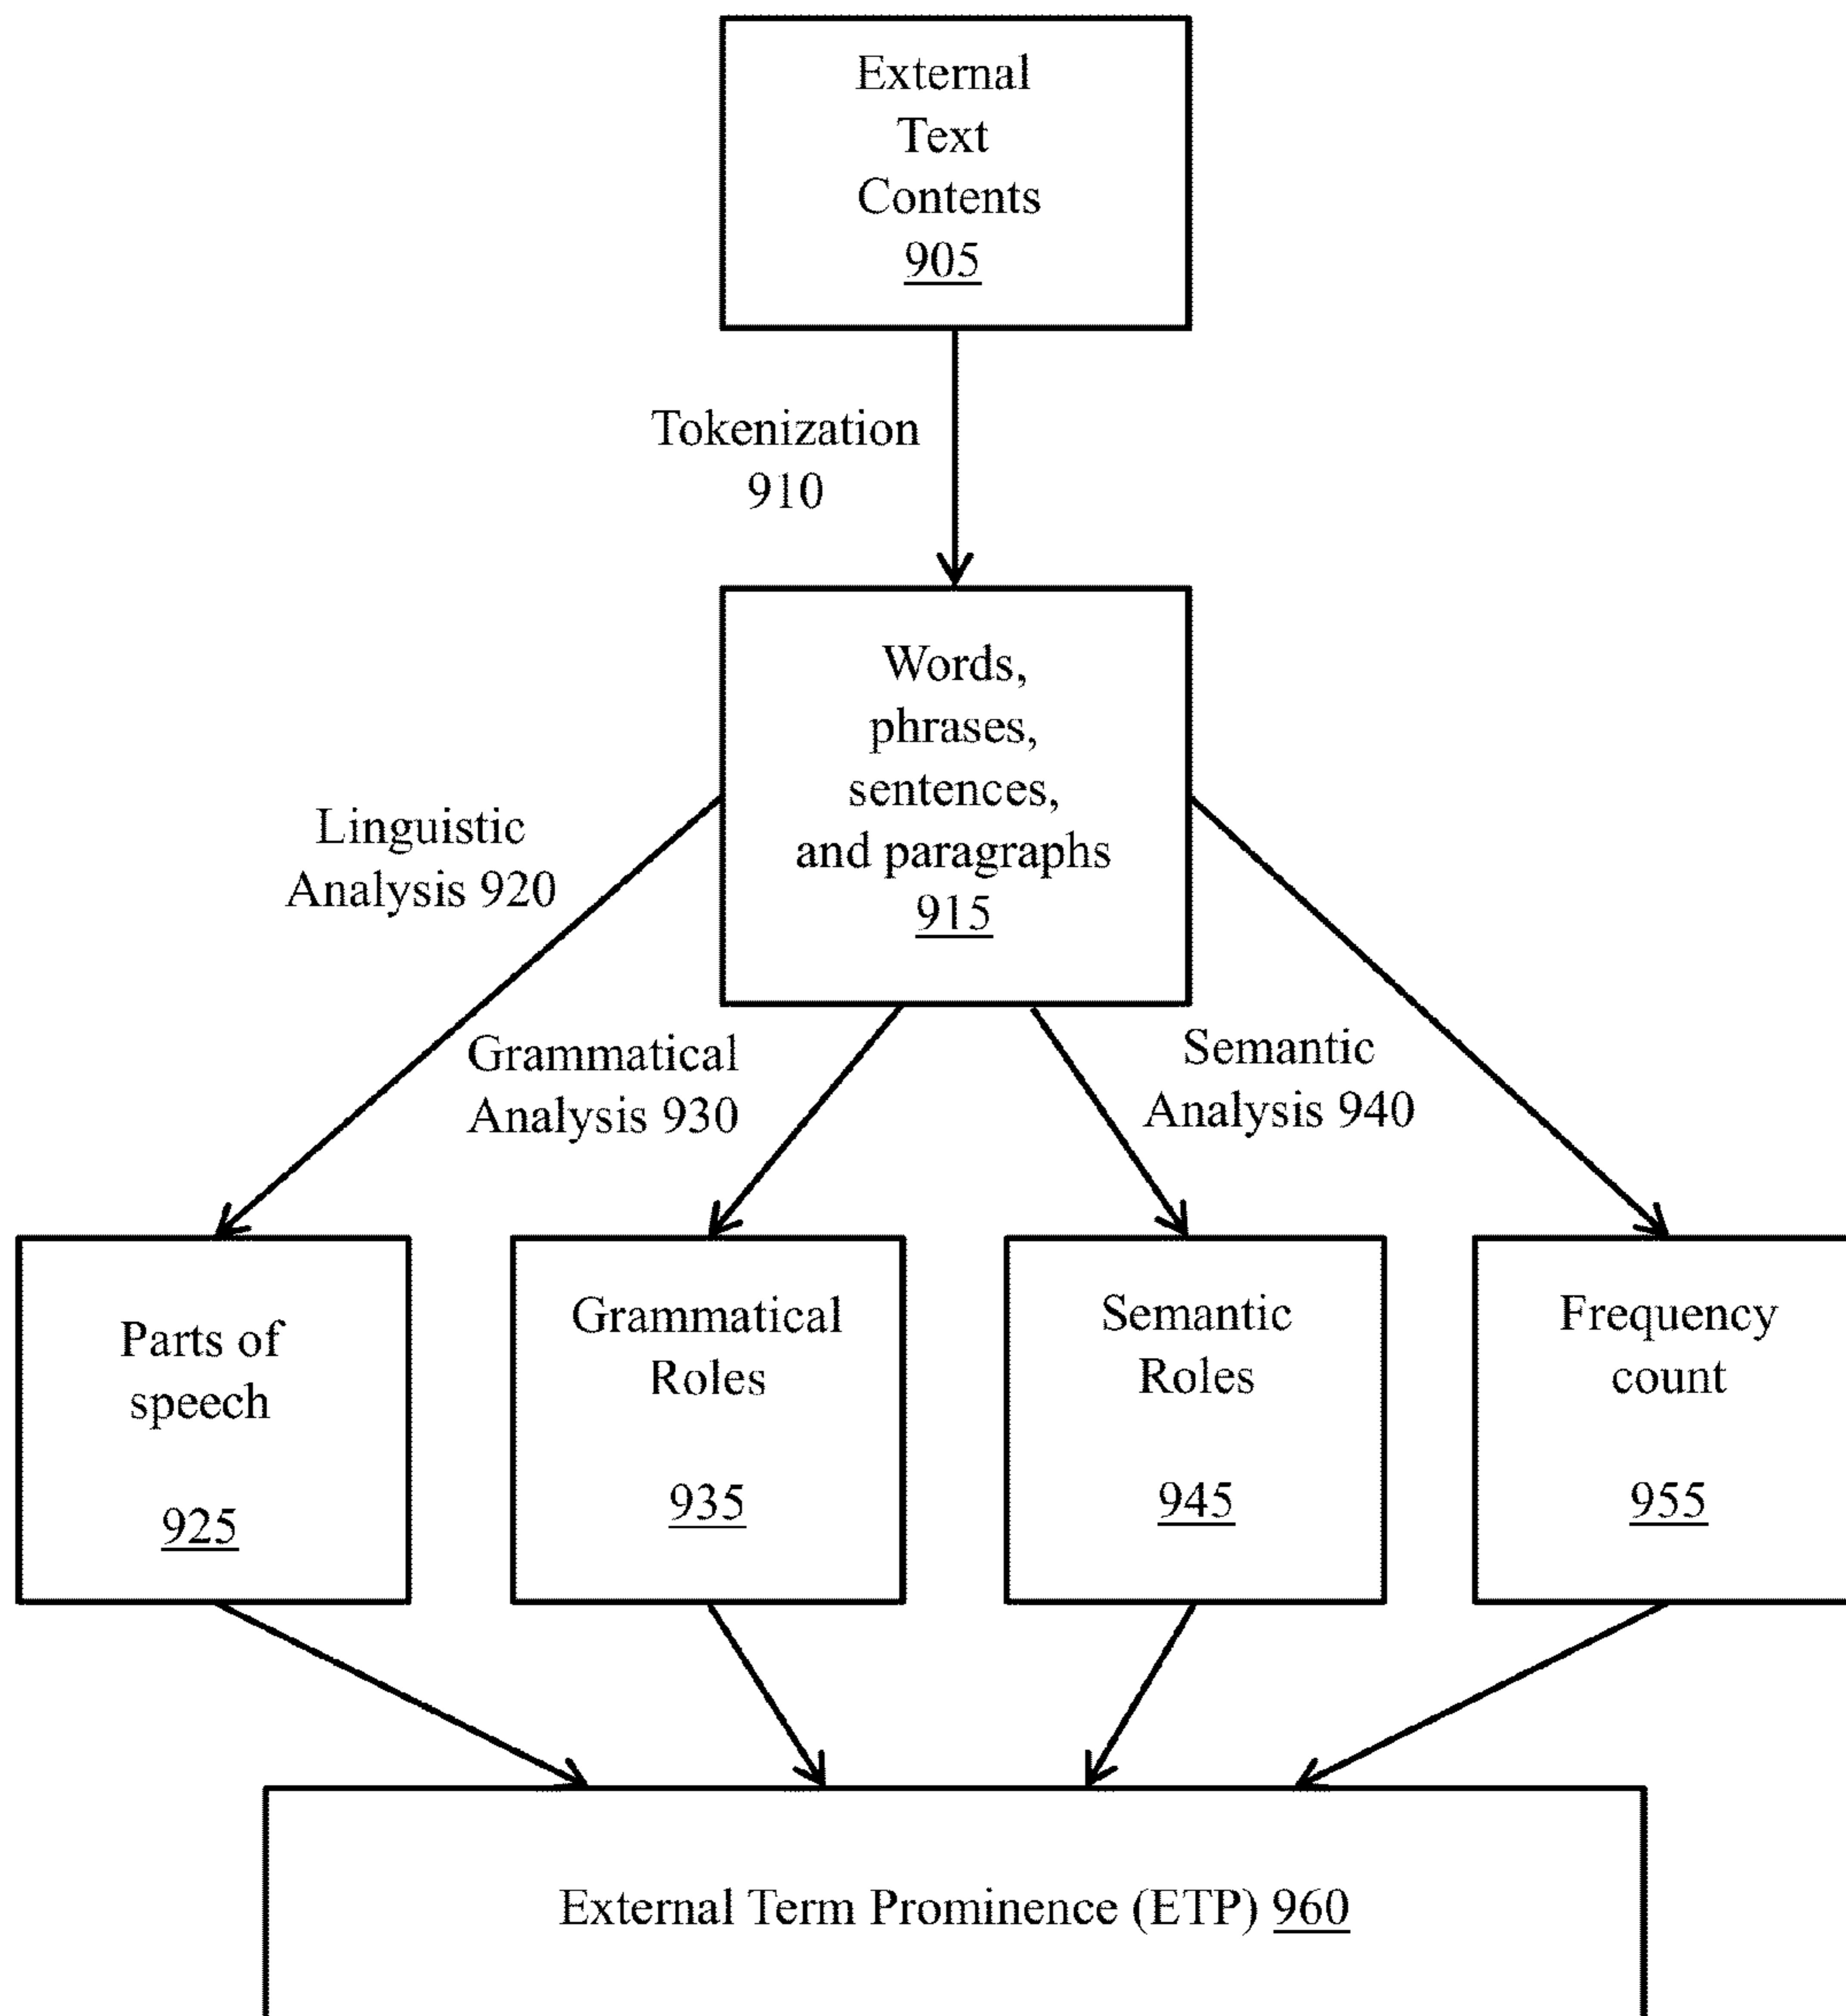 External
Text
Contents
905
Tokenization
910
Words,
phrases,
sentences,
and paragraphs
915
Linguistic
Analysis 920
Grammatical
Analysis 930
Semantic
Analysis 940
Parts of
speech
925
Grammatical
Roles
935
Semantic
Roles
945
Frequency
count
955
External Term Prominence (ETP) 960